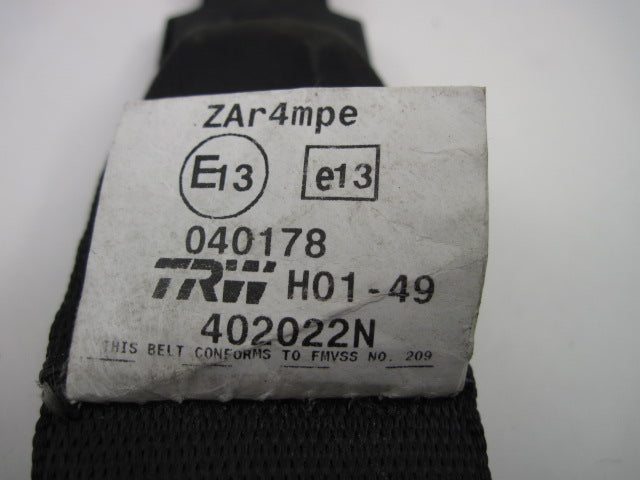 ZAr4mpe
E13 e13
040178
TRW H01-49
402022N
THIS BELT CONFORMS TO FMVSS NO. 209